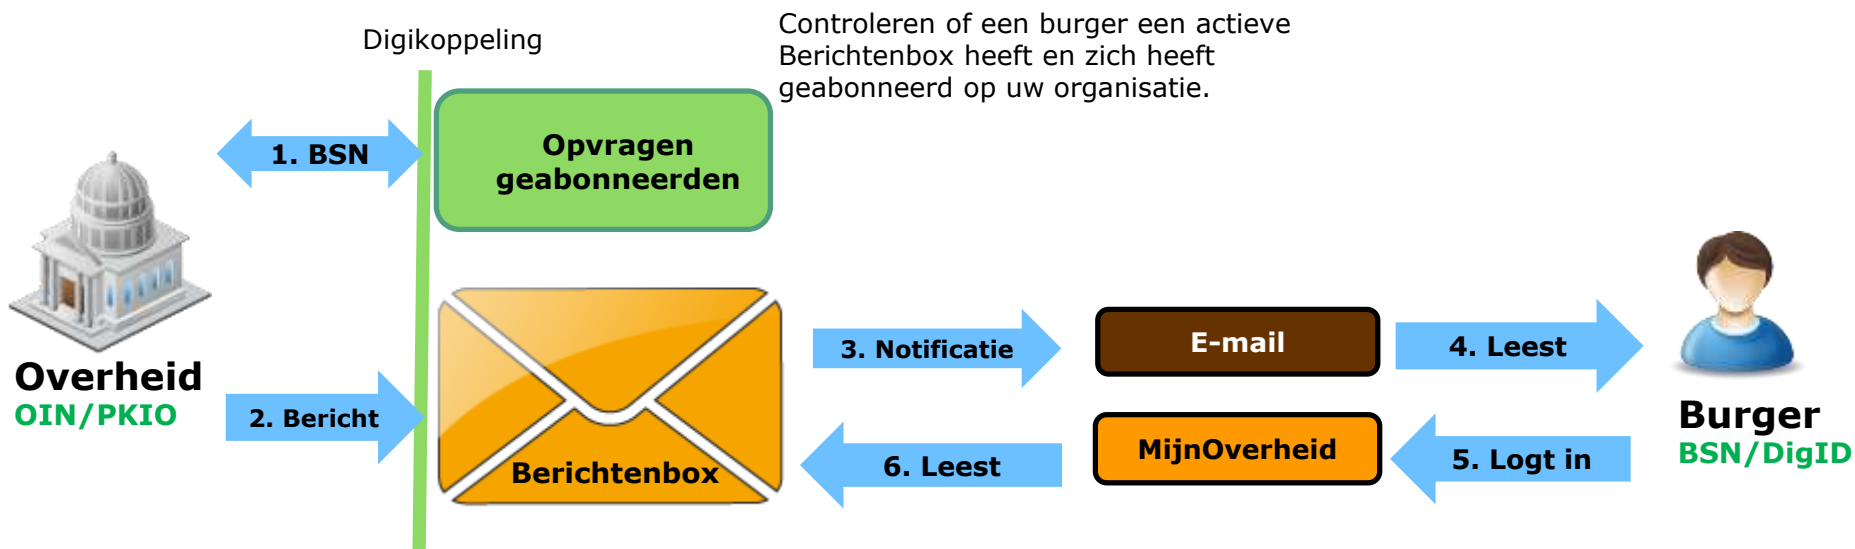 Digikoppeling
Controleren of een burger een actieve
Berichtenbox heeft en zich heeft
geabonneerd op uw organisatie.
1. BSN
Opvragen
geabonneerden
Overheid
OIN/PKIO
2. Bericht
Berichtenbox
3. Notificatie
E-mail
4. Leest
Burger
BSN/DigID
5. Logt in
MijnOverheid
6. Leest